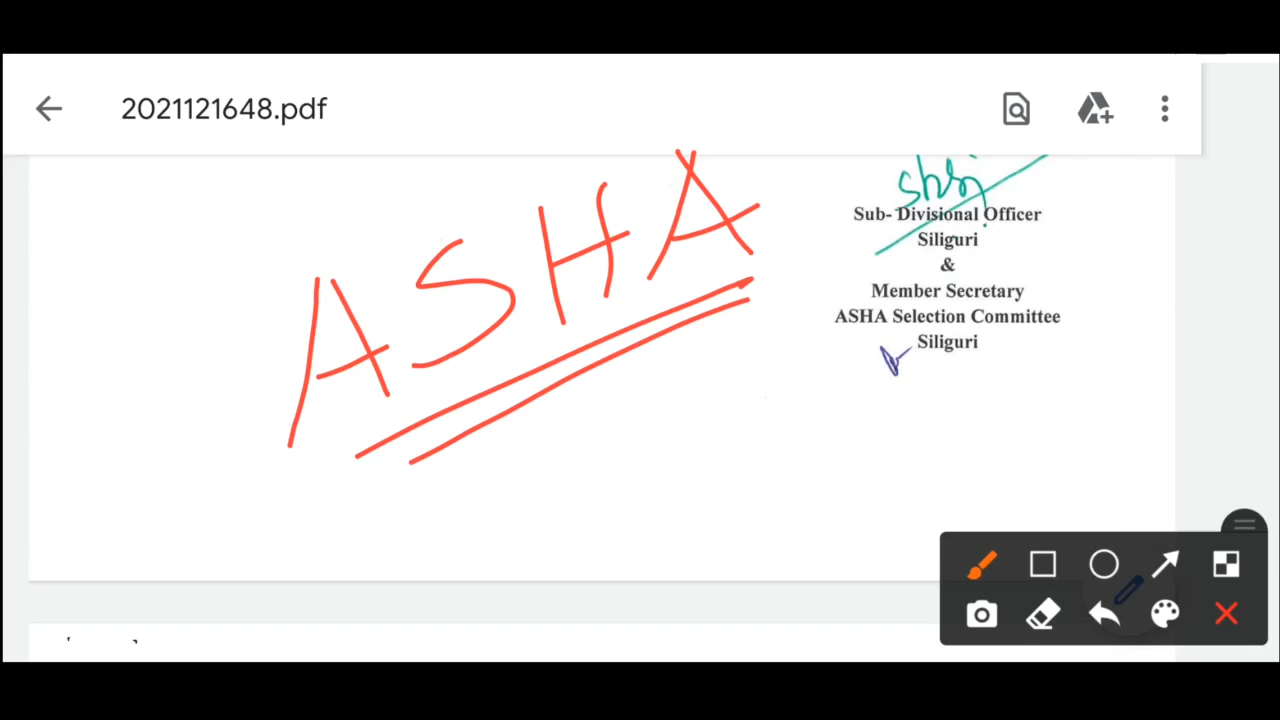 2021121648.pdf
ASHA
Sub- Divisional Officer
Siliguri
&
Member Secretary
ASHA Selection Committee
Siliguri